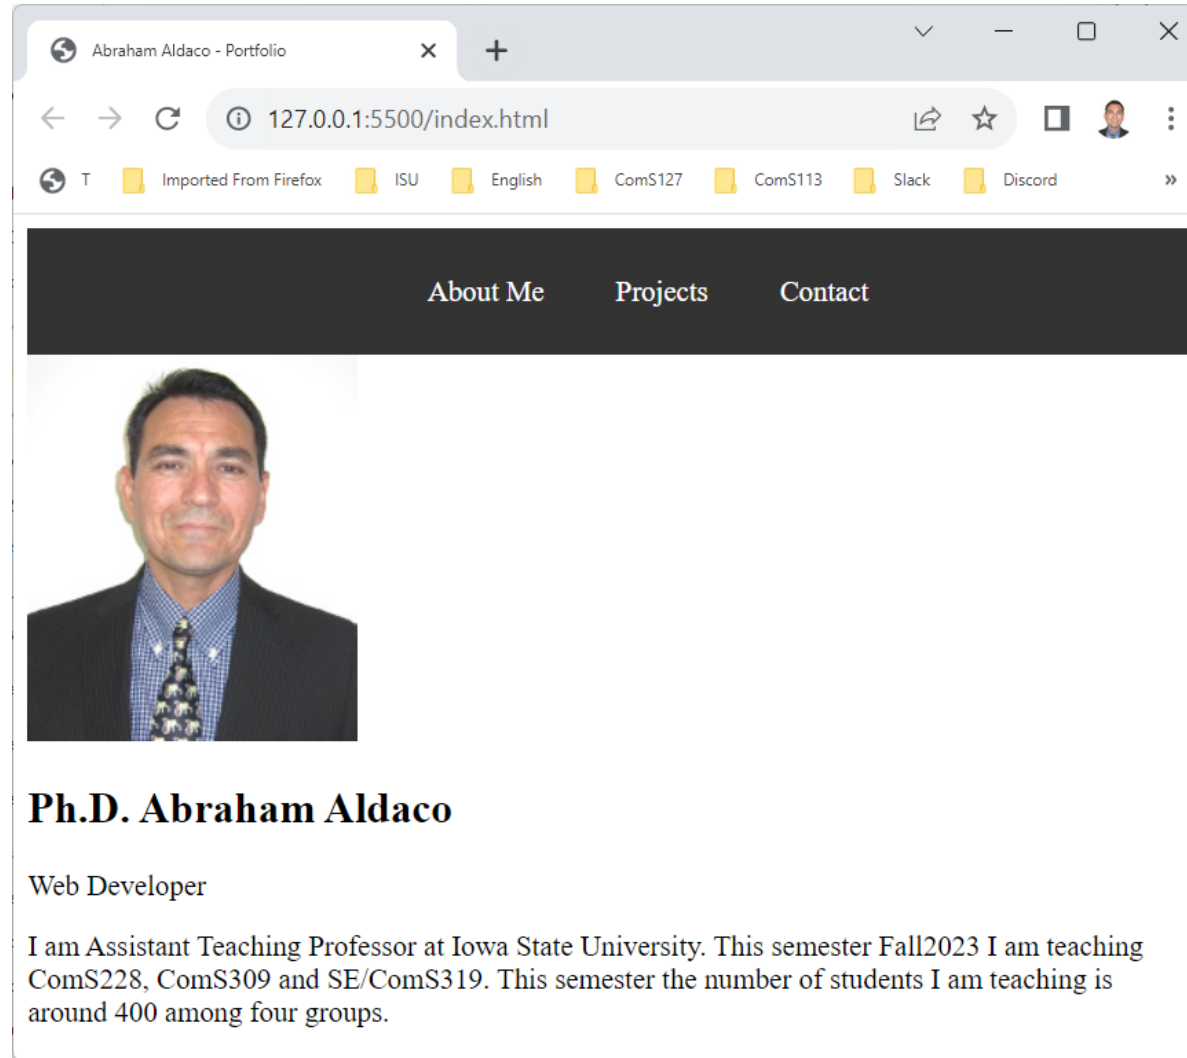 Abraham Aldaco - Portfolio
127.0.0.1:5500/index.html
T Imported From Firefox ISU English ComS127 ComS113 Slack Discord »
About Me Projects Contact
Ph.D. Abraham Aldaco
Web Developer
I am Assistant Teaching Professor at Iowa State University. This semester Fall2023 I am teaching
ComS228, ComS309 and SE/ComS319. This semester the number of students I am teaching is
around 400 among four groups.